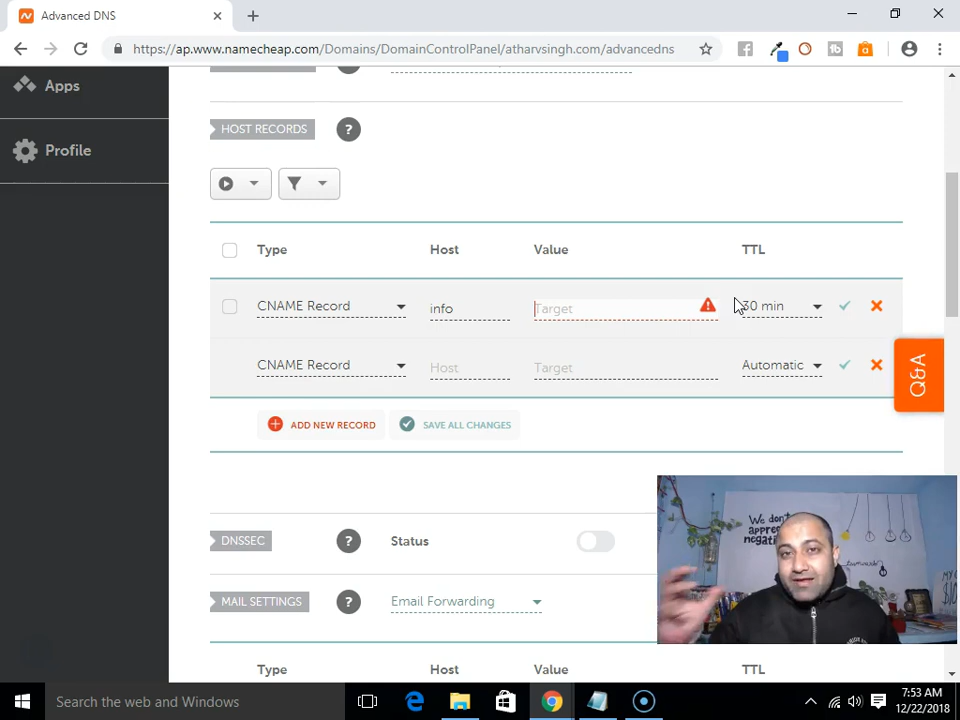 Advanced DNS
https://ap.www.namecheap.com/Domains/DomainControlPanel/atharvsingh.com/advancedns
Apps
Profile
HOST RECORDS
?
Type Host Value TTL
CNAME Record info Target 30 min
CNAME Record Host Target Automatic
ADD NEW RECORD SAVE ALL CHANGES
Q&A
DNSSEC ? Status
MAIL SETTINGS ? Email Forwarding
Type Host Value TTL
We don't
appre
negati
Search the web and Windows
7:53 AM
12/22/2018